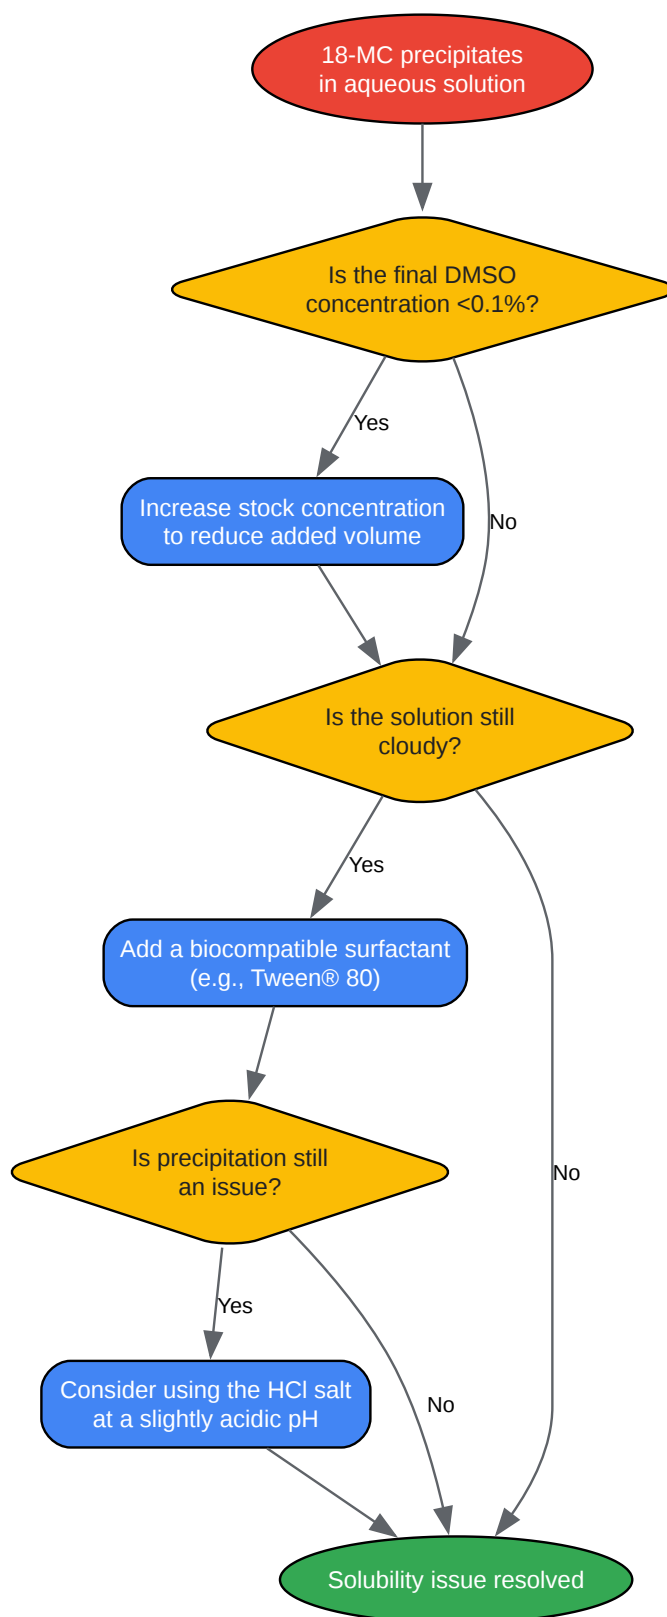 18-MC precipitates
in aqueous solution
Is the final DMSO
concentration <0.1%?
Yes
No
Increase stock concentration
to reduce added volume
Is the solution still
cloudy?
Yes
No
Add a biocompatible surfactant
(e.g., Tween® 80)
Is precipitation still
an issue?
Yes
No
Consider using the HCl salt
at a slightly acidic pH
Solubility issue resolved